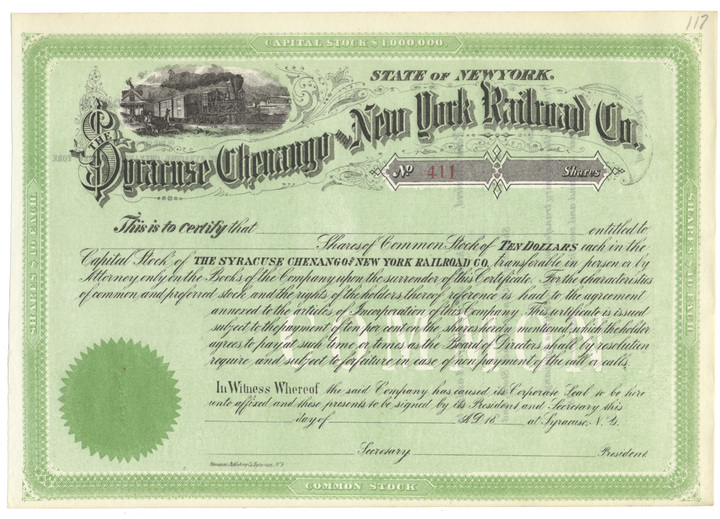 117
CAPITAL STOCK $1,000,000.
STATE OF NEW YORK.
THE
Syracuse Chenango AND New York Railroad Co.
No 411 Shares
This is to certify that entitled to
Shares of Common Stock of TEN DOLLARS each in the
Capital Stock of THE SYRACUSE CHENANGO AND NEW YORK RAILROAD CO. transferable in person or by
Attorney only on the Books of the Company upon the surrender of this Certificate. For the characteristics
of common and preferred stock and the rights of the holders thereof reference is had to the agreement
annexed to the articles of Incorporation of this Company. This certificate is issued
subject to the payment of ten per cent on the shares herein mentioned, which the holder
agrees to pay at such time or times as the Board of Directors shall by resolution
require, and subject to forfeiture in case of non payment of the call or calls.
COMMON
In Witness Whereof the said Company has caused its Corporate Seal to be here
unto affixed and these presents to be signed by its President and Secretary this
day of A.D. 18 at Syracuse, N.Y.
Secretary. President.
COMMON STOCK
SHARES $10 EACH
SHARES $10 EACH